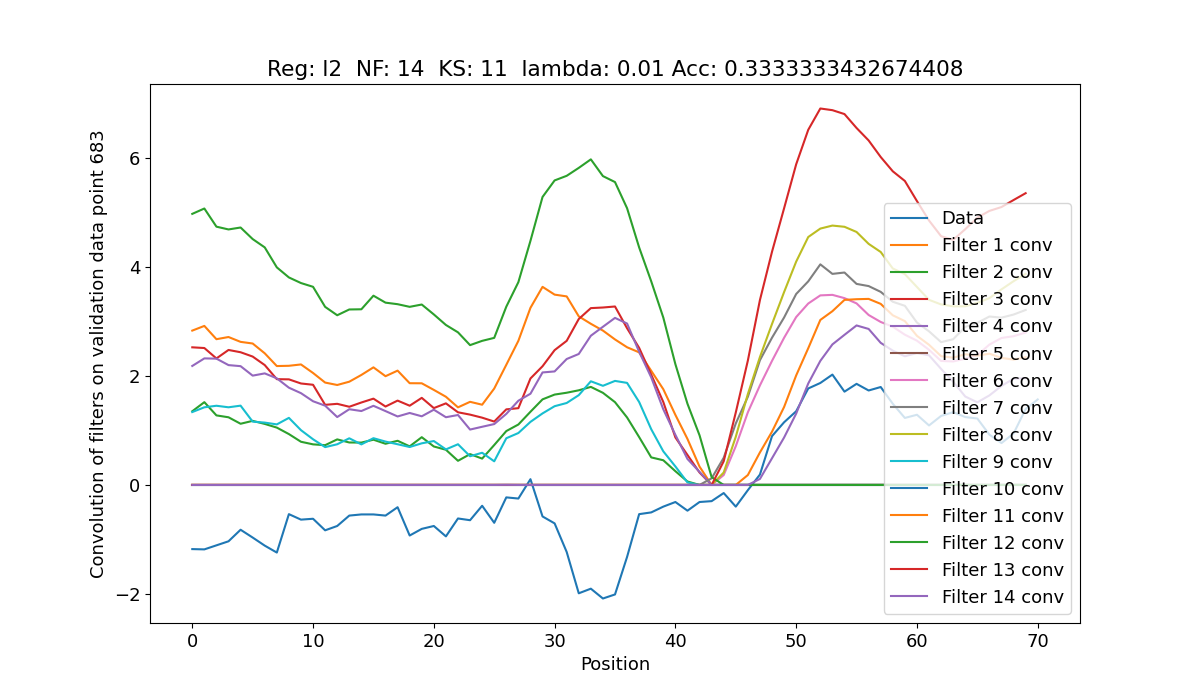 Reg: l2  NF: 14  KS: 11  lambda: 0.01 Acc: 0.3333333432674408
Convolution of filters on validation data point 683
6
4
2
0
−2
0
10
20
30
40
50
60
70
Position
Data
Filter 1 conv
Filter 2 conv
Filter 3 conv
Filter 4 conv
Filter 5 conv
Filter 6 conv
Filter 7 conv
Filter 8 conv
Filter 9 conv
Filter 10 conv
Filter 11 conv
Filter 12 conv
Filter 13 conv
Filter 14 conv